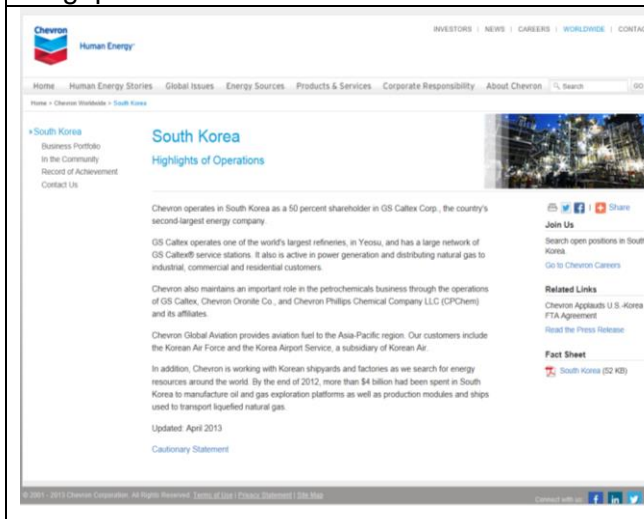 Chevron
Human Energy·
INVESTORS | NEWS | CAREERS | WORLDWIDE | CONTAC
Home Human Energy Stories Global Issues Energy Sources Products & Services Corporate Responsibility About Chevron Search GO
Home > Chevron Worldwide > South Korea
South Korea
Business Portfolio
In the Community
Record of Achievement
Contact Us
South Korea
Highlights of Operations
Chevron operates in South Korea as a 50 percent shareholder in GS Caltex Corp., the country's
second-largest energy company.
GS Caltex operates one of the world's largest refineries, in Yeosu, and has a large network of
GS Caltex® service stations. It also is active in power generation and distributing natural gas to
industrial, commercial and residential customers.
Chevron also maintains an important role in the petrochemicals business through the operations
of GS Caltex, Chevron Oronite Co., and Chevron Phillips Chemical Company LLC (CPChem)
and its affiliates.
Chevron Global Aviation provides aviation fuel to the Asia-Pacific region. Our customers include
the Korean Air Force and the Korea Airport Service, a subsidiary of Korean Air.
In addition, Chevron is working with Korean shipyards and factories as we search for energy
resources around the world. By the end of 2012, more than $4 billion had been spent in South
Korea to manufacture oil and gas exploration platforms as well as production modules and ships
used to transport liquefied natural gas.
Updated: April 2013
Cautionary Statement
Share
Join Us
Search open positions in South
Korea.
Go to Chevron Careers
Related Links
Chevron Applauds U.S.-Korea
FTA Agreement
Read the Press Release
Fact Sheet
South Korea (52 KB)
© 2001 - 2013 Chevron Corporation. All Rights Reserved. Terms of Use | Privacy Statement | Site Map
Connect with us: